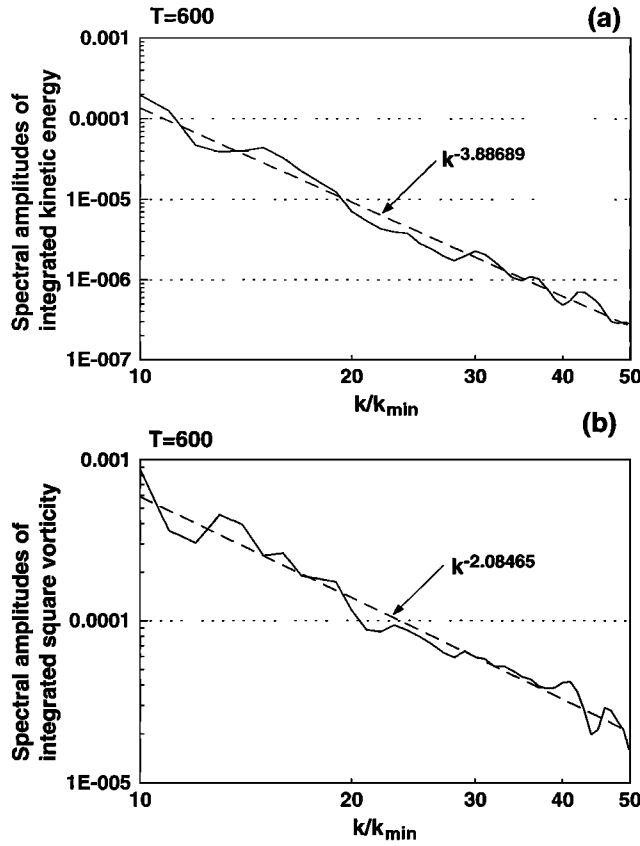 T=600
(a)
Spectral amplitudes of
integrated kinetic energy
0.001
0.0001
1E-005
1E-006
1E-007
k-3.88689
10
20
30
40
50
k/kmin
T=600
(b)
Spectral amplitudes of
integrated square vorticity
0.001
0.0001
1E-005
k-2.08465
10
20
30
40
50
k/kmin